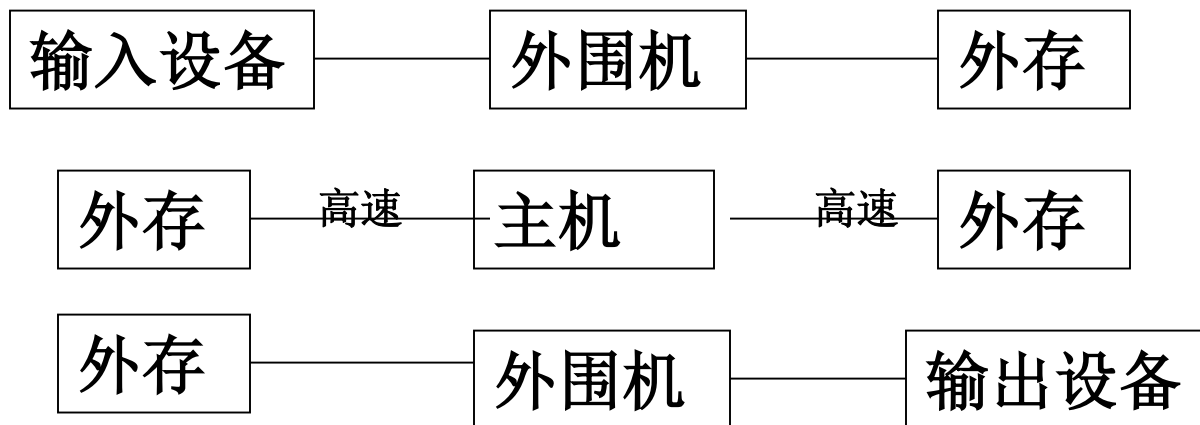 输入设备 外围机 外存
外存 高速 主机 高速 外存
外存 外围机 输出设备